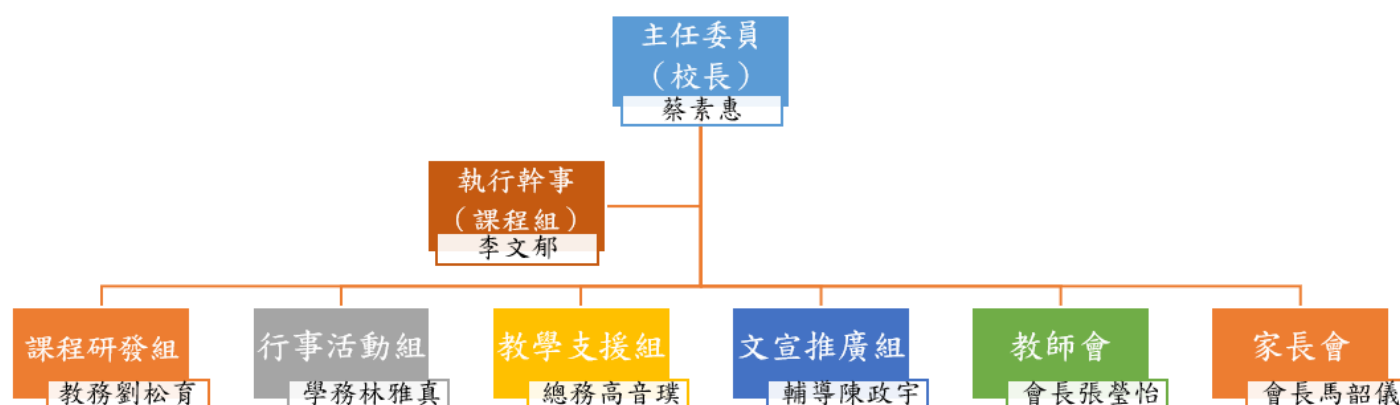 主任委員
（校長）
蔡素惠
執行幹事
（課程組）
李文郁
課程研發組
教務劉松育
行事活動組
學務林雅真
教學支援組
總務高音璞
文宣推廣組
輔導陳政宇
教師會
會長張瑩怡
家長會
會長馬韶儀